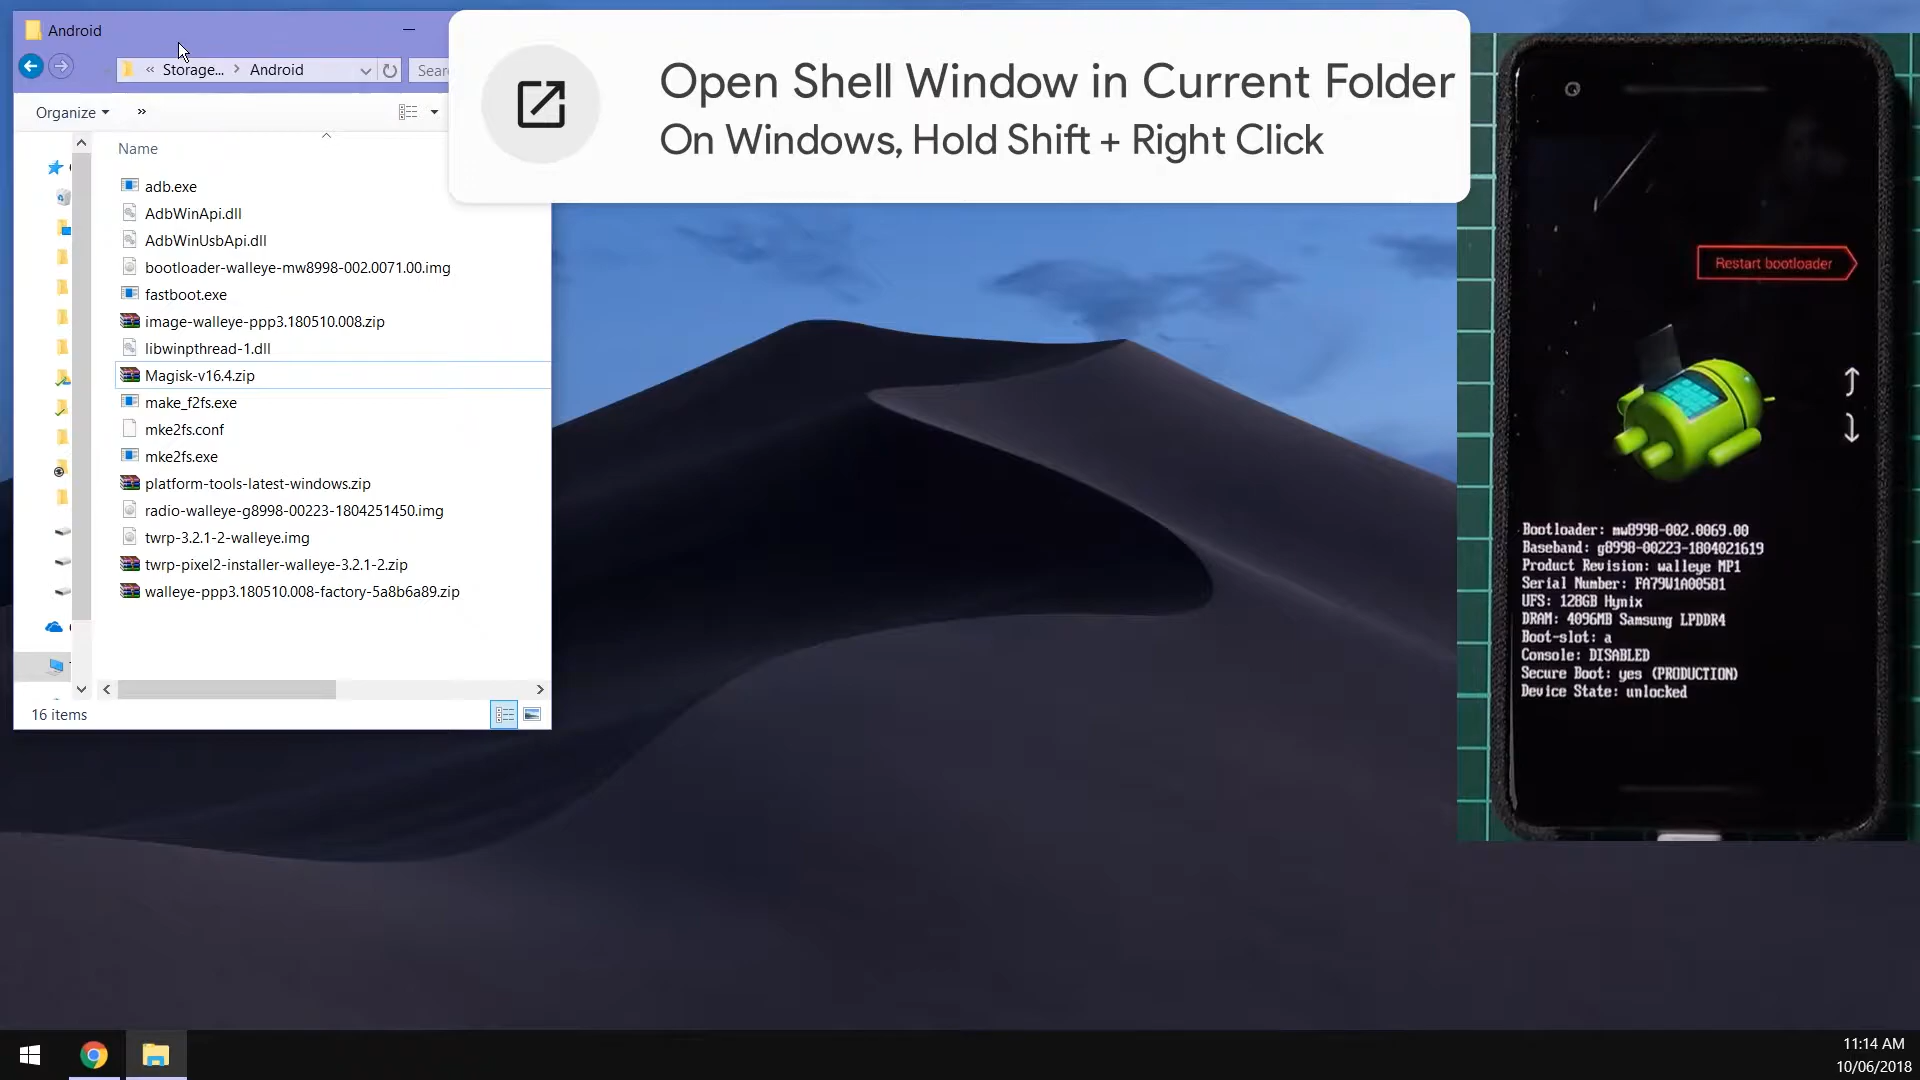 Android
« Storage... > Android
Sear
Organize
»
Name
adb.exe
AdbWinApi.dll
AdbWinUsbApi.dll
bootloader-walleye-mw8998-002.0071.00.img
fastboot.exe
image-walleye-ppp3.180510.008.zip
libwinpthread-1.dll
Magisk-v16.4.zip
make_f2fs.exe
mke2fs.conf
mke2fs.exe
platform-tools-latest-windows.zip
radio-walleye-g8998-00223-1804251450.img
twrp-3.2.1-2-walleye.img
twrp-pixel2-installer-walleye-3.2.1-2.zip
walleye-ppp3.180510.008-factory-5a8b6a89.zip
16 items
Open Shell Window in Current Folder
On Windows, Hold Shift + Right Click
Restart bootloader
Bootloader: mw8998-002.0069.00
Baseband: g8998-00223-1804021619
Product Revision: walleye MP1
Serial Number: FA79W1A00581
UFS: 128GB Hynix
DRAM: 4096MB Samsung LPDDR4
Boot-slot: a
Console: DISABLED
Secure Boot: yes (PRODUCTION)
Device State: unlocked
11:14 AM
10/06/2018